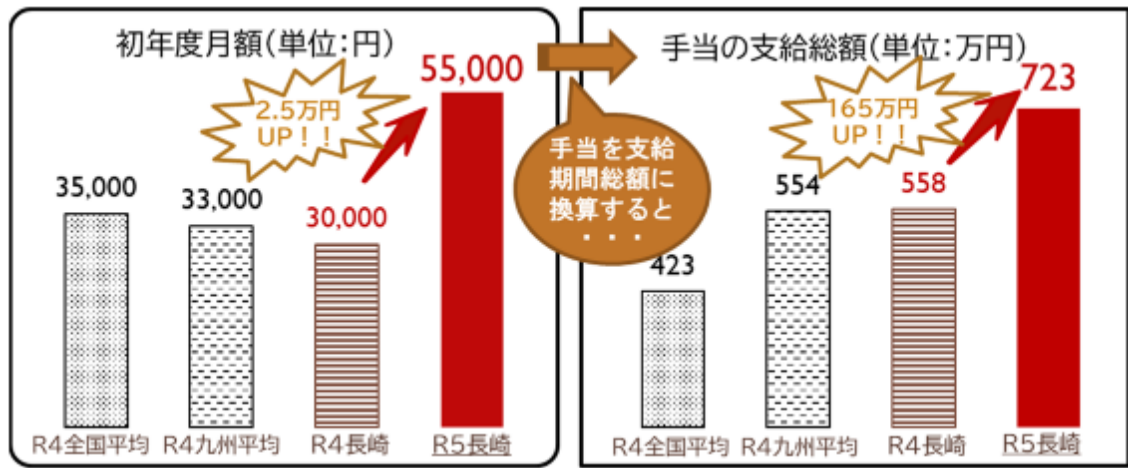 初年度月額(単位:円)
2.5万円
UP!!
55,000
35,000
33,000
30,000
R4全国平均
R4九州平均
R4長崎
R5長崎
手当を支給
期間総額に
換算すると
・・・
手当の支給総額(単位:万円)
165万円
UP!!
723
423
554
558
R4全国平均
R4九州平均
R4長崎
R5長崎